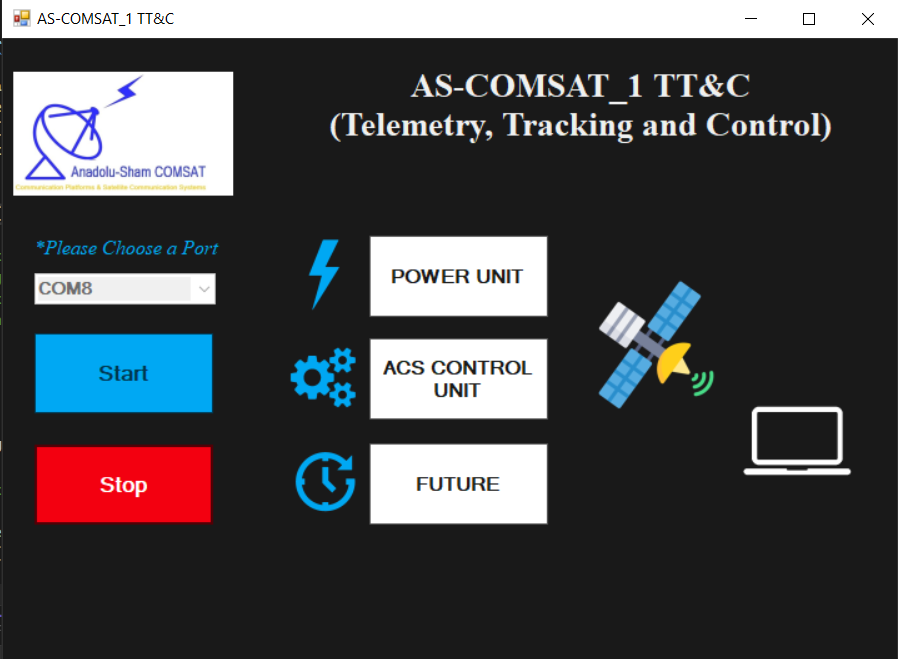 AS-COMSAT_1 TT&C
AS-COMSAT_1 TT&C
(Telemetry, Tracking and Control)
Anadolu-Sham COMSAT
Communication Platforms & Satellite Communication Systems
*Please Choose a Port
COM8
Start
Stop
POWER UNIT
ACS CONTROL
UNIT
FUTURE